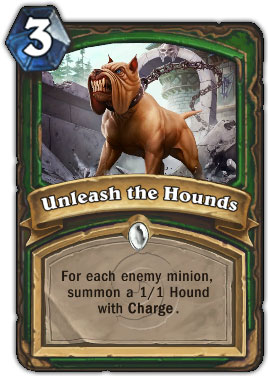 3
Unleash the Hounds
For each enemy minion,
summon a 1/1 Hound
with Charge.